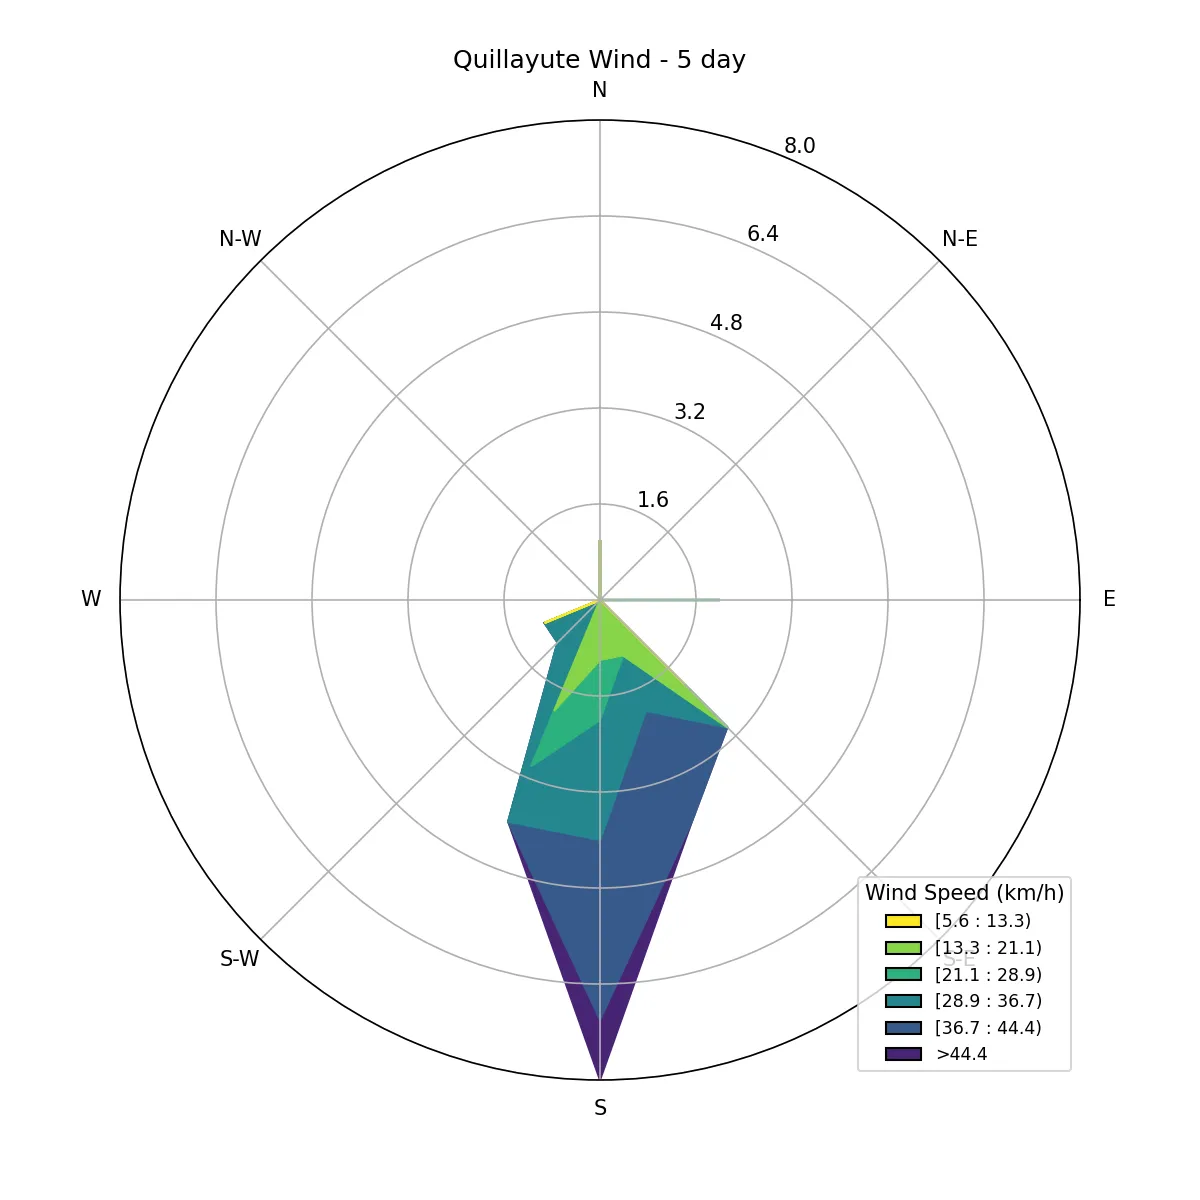 Quillayute Wind - 5 day
N
8.0
N-W
6.4
N-E
4.8
3.2
1.6
W
E
Wind Speed (km/h)
[5.6 : 13.3)
[13.3 : 21.1)
S-W
S-E
[21.1 : 28.9)
[28.9 : 36.7)
[36.7 : 44.4)
>44.4
S